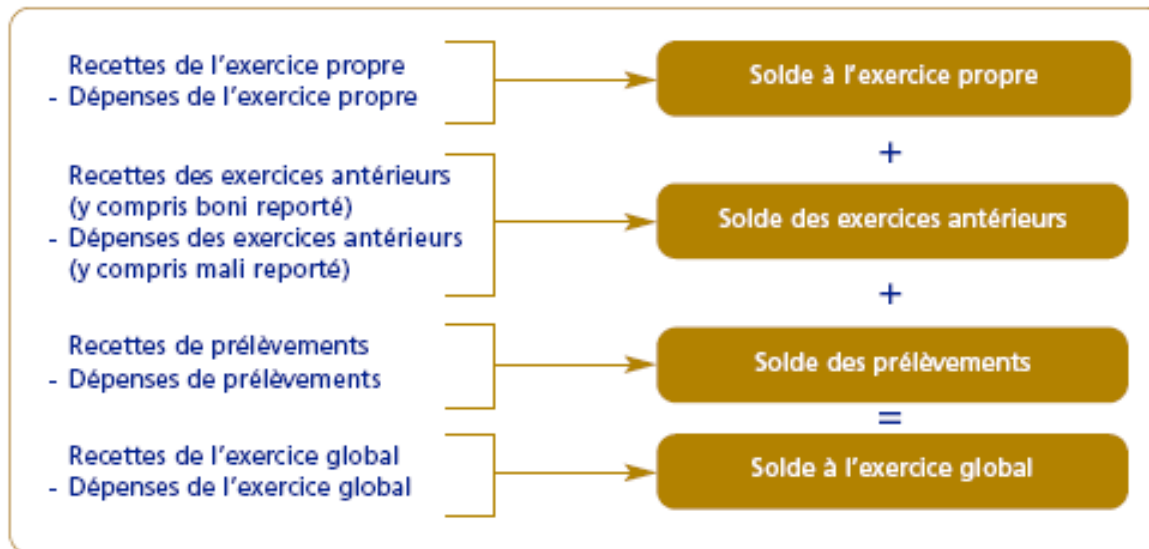 Recettes de l'exercice propre
- Dépenses de l'exercice propre
Solde à l'exercice propre
+
Recettes des exercices antérieurs
(y compris boni reporté)
- Dépenses des exercices antérieurs
(y compris mali reporté)
Solde des exercices antérieurs
+
Recettes de prélèvements
- Dépenses de prélèvements
Solde des prélèvements
=
Recettes de l'exercice global
- Dépenses de l'exercice global
Solde à l'exercice global